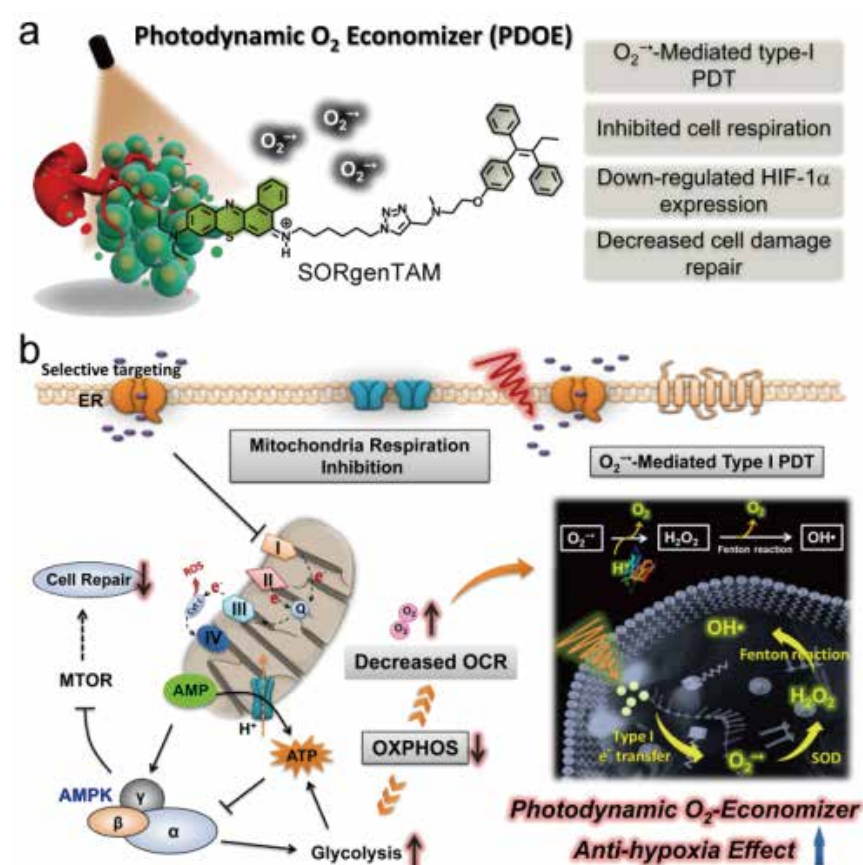 a
Photodynamic O₂ Economizer (PDOE)
O₂⁻•
O₂⁻•
O₂⁻•
N
S
⊕
N
H
N=N
N
N
O
SORgenTAM
O₂⁻•-Mediated type-I
PDT
Inhibited cell respiration
Down-regulated HIF-1α
expression
Decreased cell damage
repair
b
Selective targeting
ER
Mitochondria Respiration
Inhibition
O₂⁻•-Mediated Type I PDT
I
II
III
IV
Q
e⁻
e⁻
e⁻
ROS
Cyt c
Cell Repair
MTOR
AMP
H⁺
ATP
AMPK
γ
β
α
Glycolysis
OXPHOS
Decreased OCR
O₂
O₂
O₂
O₂
O₂⁻•
H₂O₂
OH•
Fenton reaction
H⁺
OH•
Fenton reaction
H₂O₂
Type I
e⁻ transfer
O₂⁻•
SOD
Photodynamic O₂-Economizer
Anti-hypoxia Effect